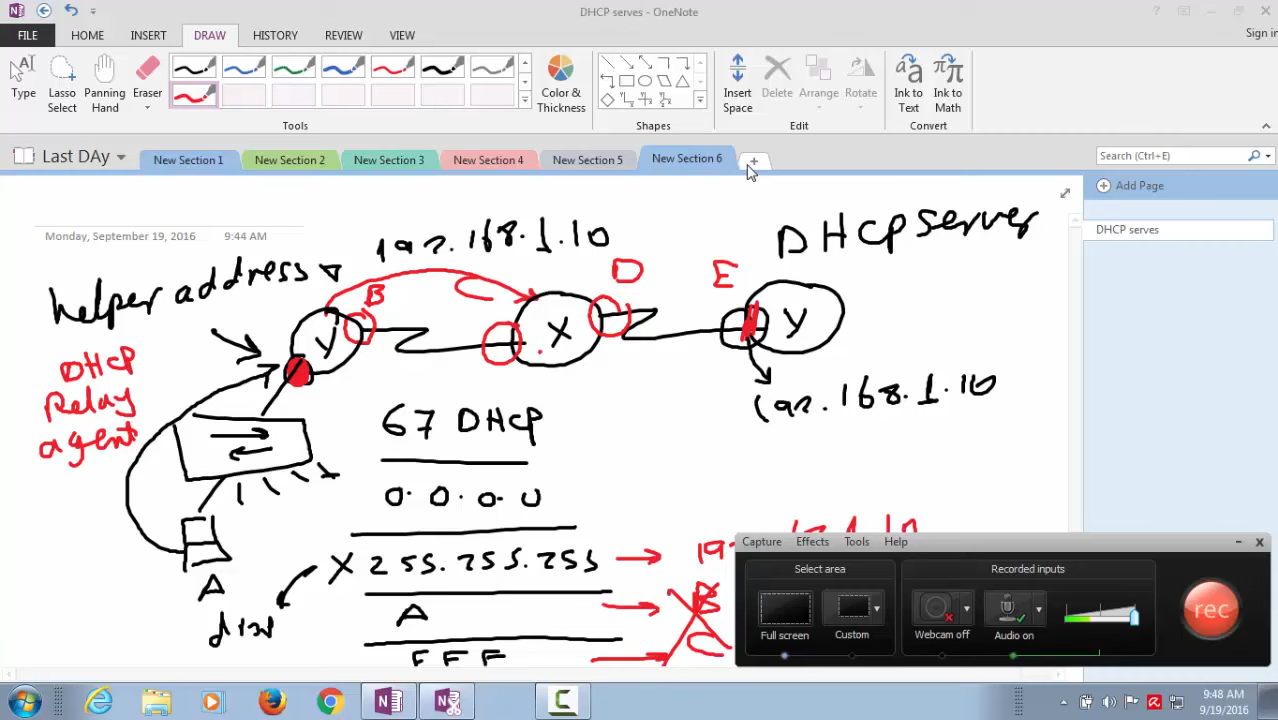 DHCP serves - OneNote
Sign in
FILE HOME INSERT DRAW HISTORY REVIEW VIEW
Type
Lasso Select
Panning Hand
Eraser
Color & Thickness
Insert Space
Delete
Arrange
Rotate
Ink to Text
Ink to Math
Tools
Shapes
Edit
Convert
Last DAy
New Section 1
New Section 2
New Section 3
New Section 4
New Section 5
New Section 6
Search (Ctrl+E)
Add Page
DHCP serves
Monday, September 19, 2016 9:44 AM
192.168.1.10
DHCP server
helper address
B
D
E
Y
X
Y
DHCP
Relay
agent
192.168.1.10
67 DHCP
0.0.0.0
X 255.255.255
A
A
B
C
F F F
Capture Effects Tools Help
Select area
Recorded inputs
Full screen
Custom
Webcam off
Audio on
rec
9:48 AM
9/19/2016